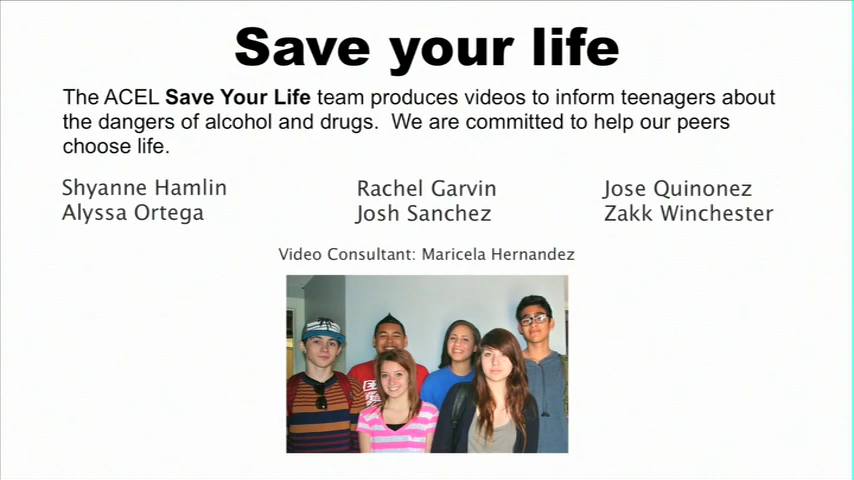 Save your life
The ACEL Save Your Life team produces videos to inform teenagers about
the dangers of alcohol and drugs.  We are committed to help our peers
choose life.
Shyanne Hamlin
Alyssa Ortega
Rachel Garvin
Josh Sanchez
Jose Quinonez
Zakk Winchester
Video Consultant: Maricela Hernandez